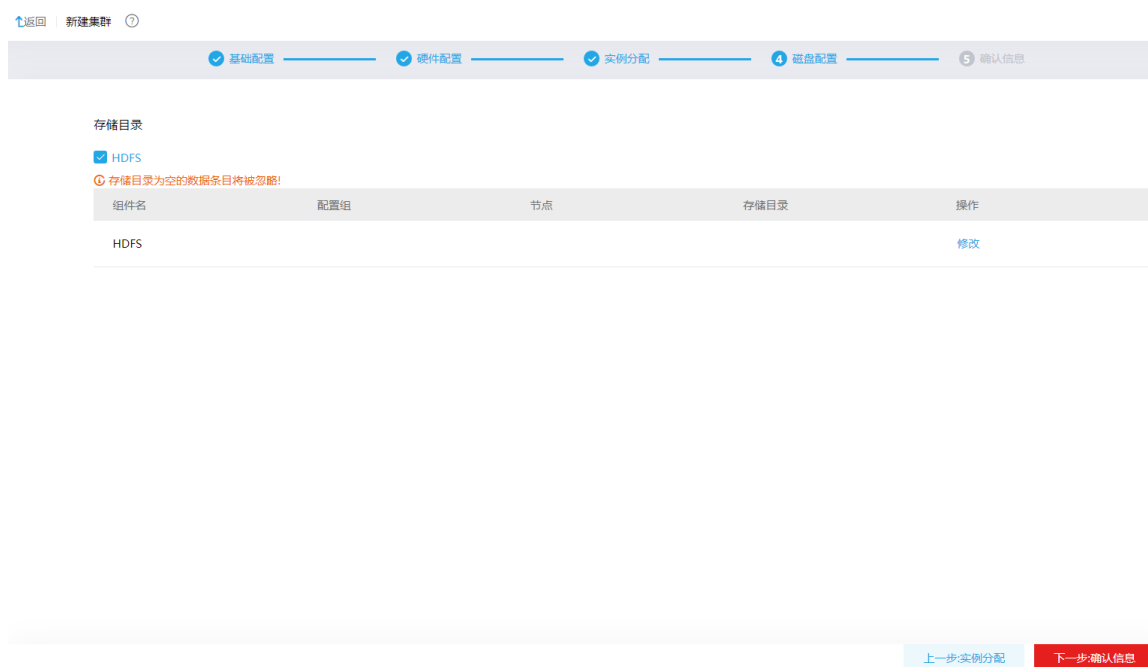 返回 新建集群 ?
基础配置 硬件配置 实例分配 4 磁盘配置 5 确认信息
存储目录
HDFS
存储目录为空的数据条目将被忽略!
组件名 配置组 节点 存储目录 操作
HDFS 修改
上一步:实例分配 下一步:确认信息